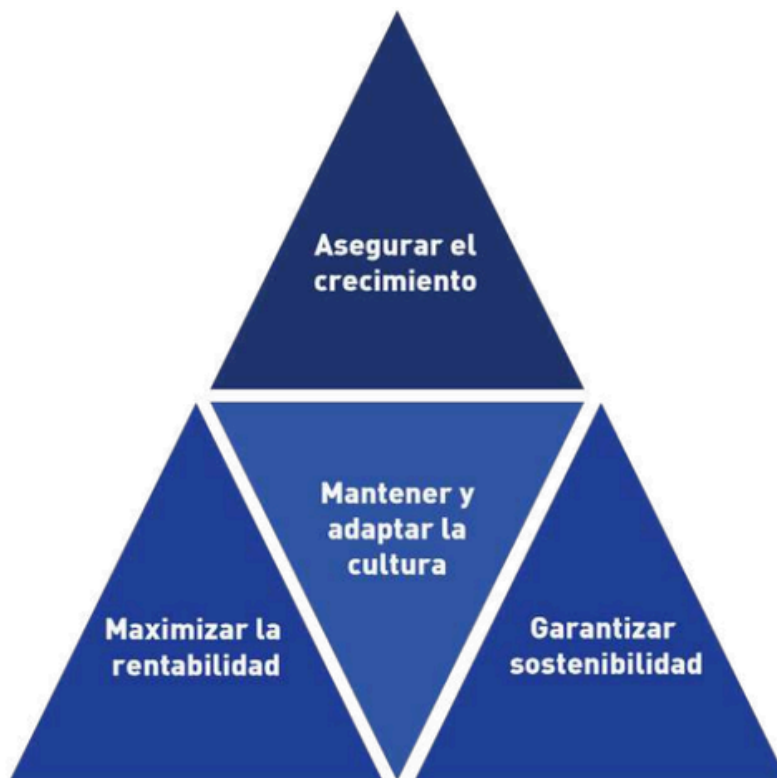 Asegurar el
crecimiento
Mantener y
adaptar la
cultura
Maximizar la
rentabilidad
Garantizar
sostenibilidad